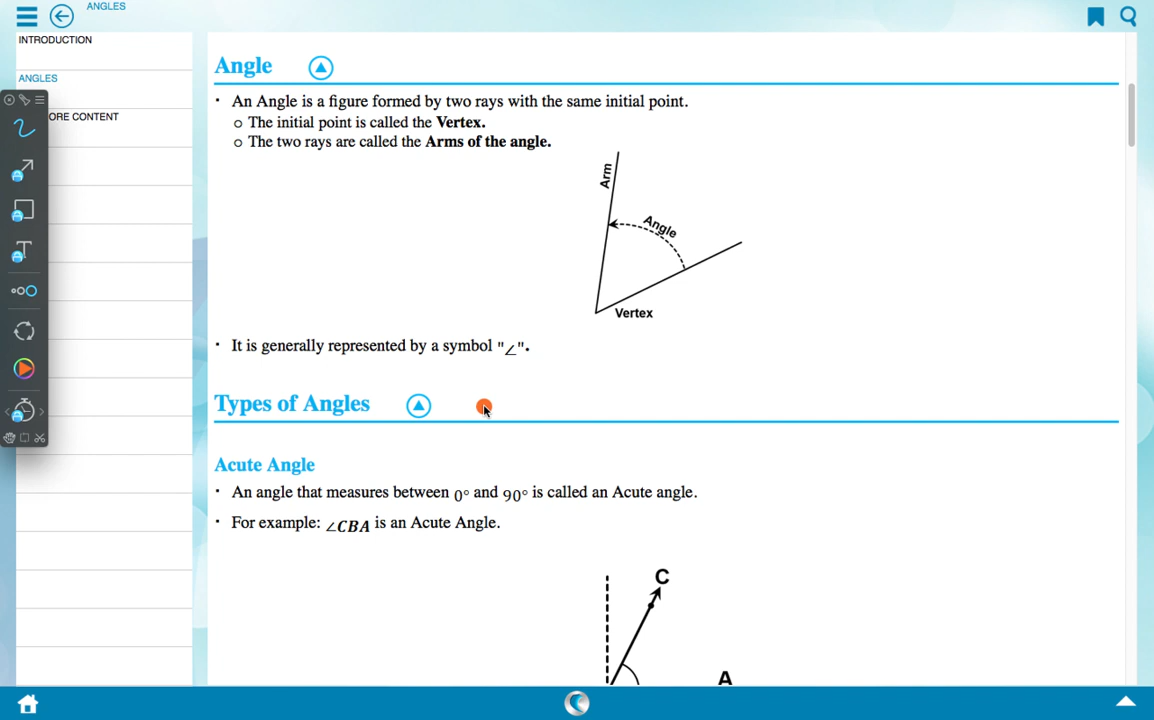 ANGLES
INTRODUCTION
ANGLES
ORE CONTENT
Angle
· An Angle is a figure formed by two rays with the same initial point.
o The initial point is called the Vertex.
o The two rays are called the Arms of the angle.
Arm
Angle
Vertex
· It is generally represented by a symbol "∠".
Types of Angles
Acute Angle
· An angle that measures between 0° and 90° is called an Acute angle.
· For example: ∠CBA is an Acute Angle.
C
A